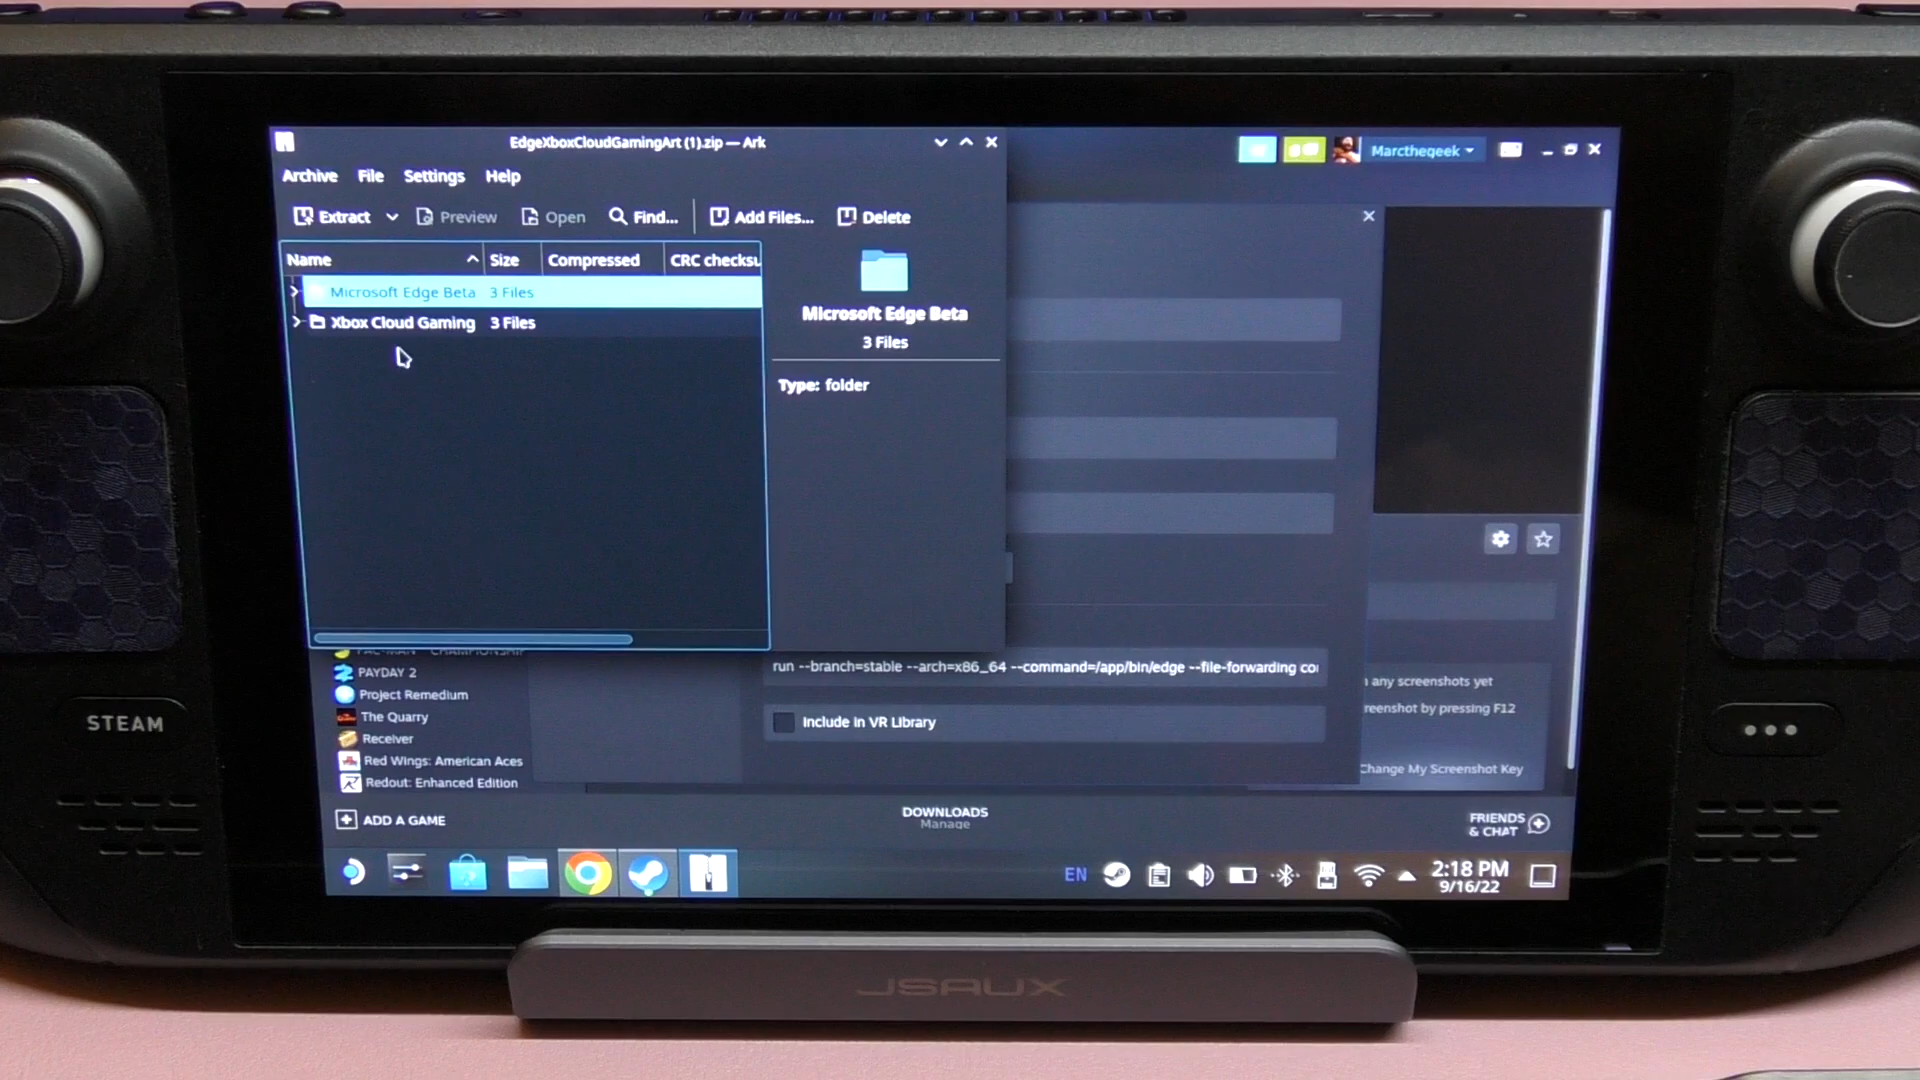 EdgeXboxCloudGamingArt (1).zip — Ark
Marcthegeek
Archive File Settings Help
Extract Preview Open Find... Add Files... Delete
Name Size Compressed CRC checksu
Microsoft Edge Beta 3 Files
Xbox Cloud Gaming 3 Files
Microsoft Edge Beta
3 Files
Type: folder
PAC-MAN CHAMPIONSHIP
PAYDAY 2
Project Remedium
The Quarry
Receiver
Red Wings: American Aces
Redout: Enhanced Edition
run --branch=stable --arch=x86_64 --command=/app/bin/edge --file-forwarding co
Include in VR Library
any screenshots yet
reenshot by pressing F12
Change My Screenshot Key
ADD A GAME
DOWNLOADS
Manage
FRIENDS
& CHAT
EN
2:18 PM
9/16/22
STEAM
JSAUX